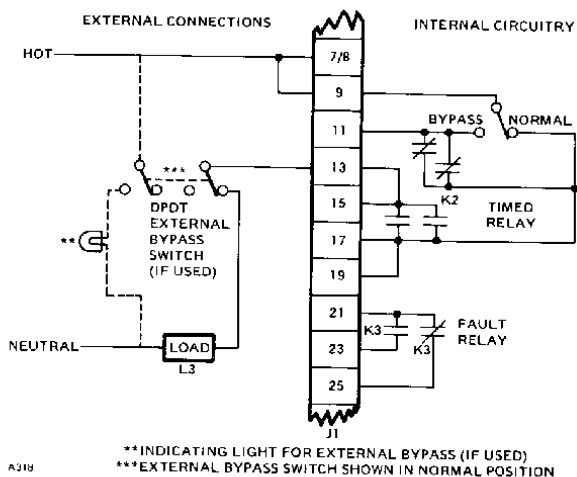 EXTERNAL CONNECTIONS
INTERNAL CIRCUITRY
HOT
7/8
9
BYPASS
NORMAL
11
***
13
K2
DPDT
EXTERNAL
BYPASS
SWITCH
(IF USED)
15
TIMED
RELAY
**
17
19
21
K3
K3
FAULT
RELAY
NEUTRAL
LOAD
L3
23
25
J1
**INDICATING LIGHT FOR EXTERNAL BYPASS (IF USED)
A318
***EXTERNAL BYPASS SWITCH SHOWN IN NORMAL POSITION